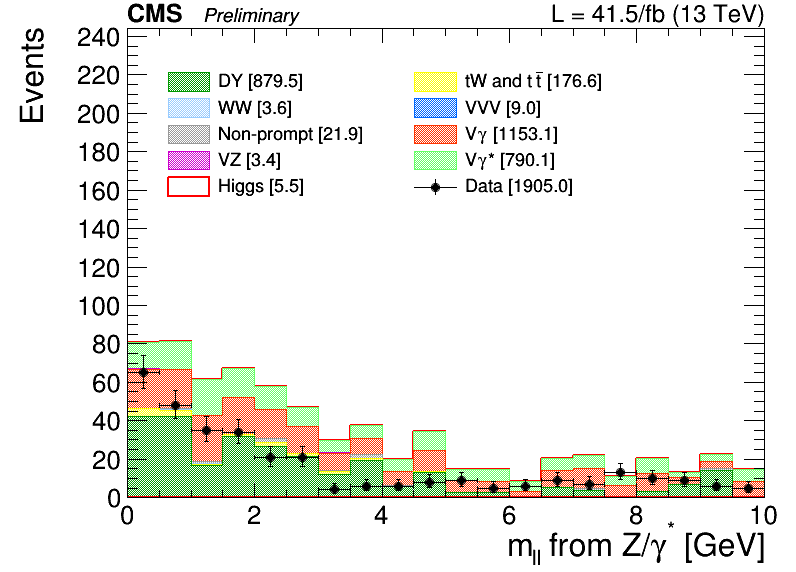 CMS Preliminary L = 41.5/fb (13 TeV)
Events
240
220
200
180
160
140
120
100
80
60
40
20
0
DY [879.5]
WW [3.6]
Non-prompt [21.9]
VZ [3.4]
Higgs [5.5]
tW and tt̄ [176.6]
VVV [9.0]
Vγ [1153.1]
Vγ* [790.1]
Data [1905.0]
0 2 4 6 8 10
m_ll from Z/γ* [GeV]